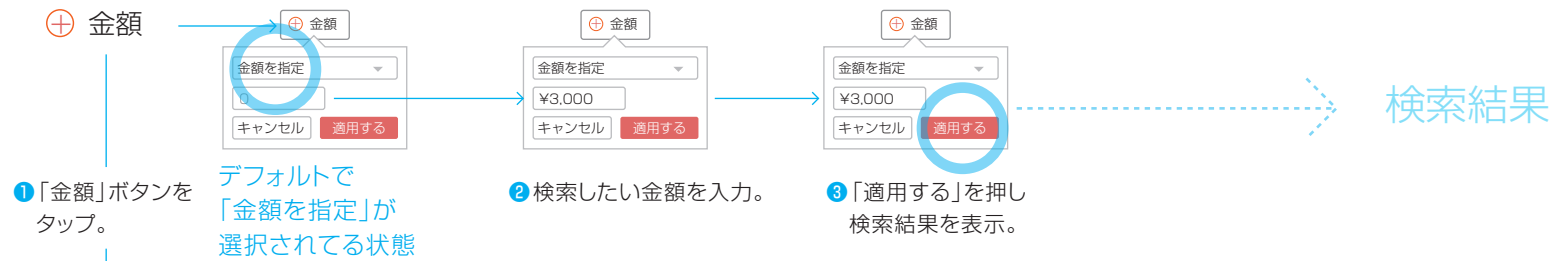 金額
金額
金額を指定
0
キャンセル 適用する
金額
金額を指定
¥3,000
キャンセル 適用する
金額
金額を指定
¥3,000
キャンセル 適用する
検索結果
❶「金額」ボタンを
タップ。
デフォルトで
「金額を指定」が
選択されてる状態
❷検索したい金額を入力。
❸「適用する」を押し
検索結果を表示。